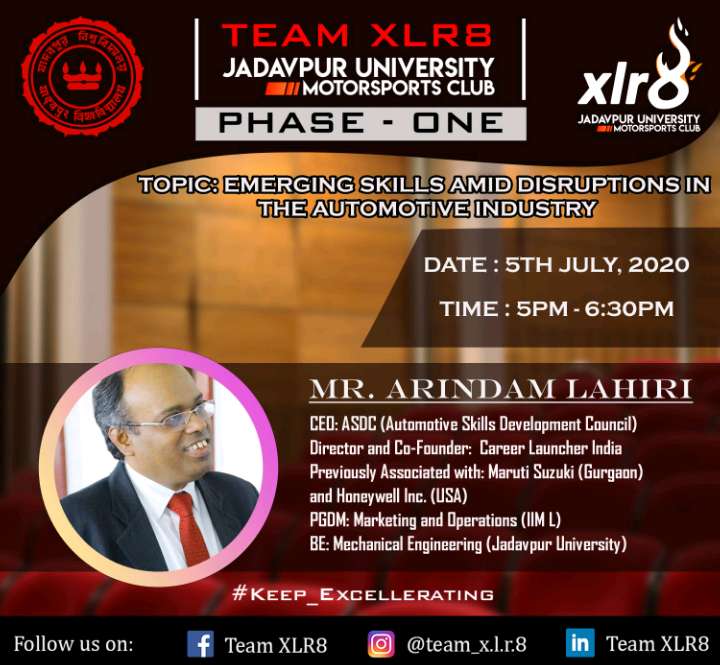 যাদবপুর বিশ্ববিদ্যালয়
TEAM XLR8
JADAVPUR UNIVERSITY
MOTORSPORTS CLUB
PHASE - ONE
xlr8
JADAVPUR UNIVERSITY
MOTORSPORTS CLUB
TOPIC: EMERGING SKILLS AMID DISRUPTIONS IN
THE AUTOMOTIVE INDUSTRY
DATE : 5TH JULY, 2020
TIME : 5PM - 6:30PM
MR. ARINDAM LAHIRI
CEO: ASDC (Automotive Skills Development Council)
Director and Co-Founder: Career Launcher India
Previously Associated with: Maruti Suzuki (Gurgaon)
and Honeywell Inc. (USA)
PGDM: Marketing and Operations (IIM L)
BE: Mechanical Engineering (Jadavpur University)
#KEEP_EXCELLERATING
Follow us on:
Team XLR8
@team_x.l.r.8
in Team XLR8